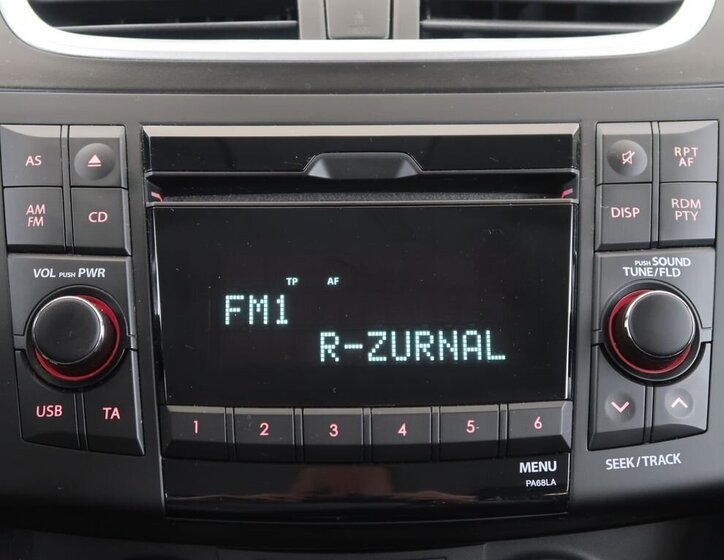 AS
RPT
AF
AM
FM
CD
DISP
RDM
PTY
VOL PUSH PWR
PUSH SOUND
TUNE/FLD
TP AF
FM1
R-ZURNAL
USB
TA
1 2 3 4 5 6
MENU
PA68LA
SEEK/TRACK